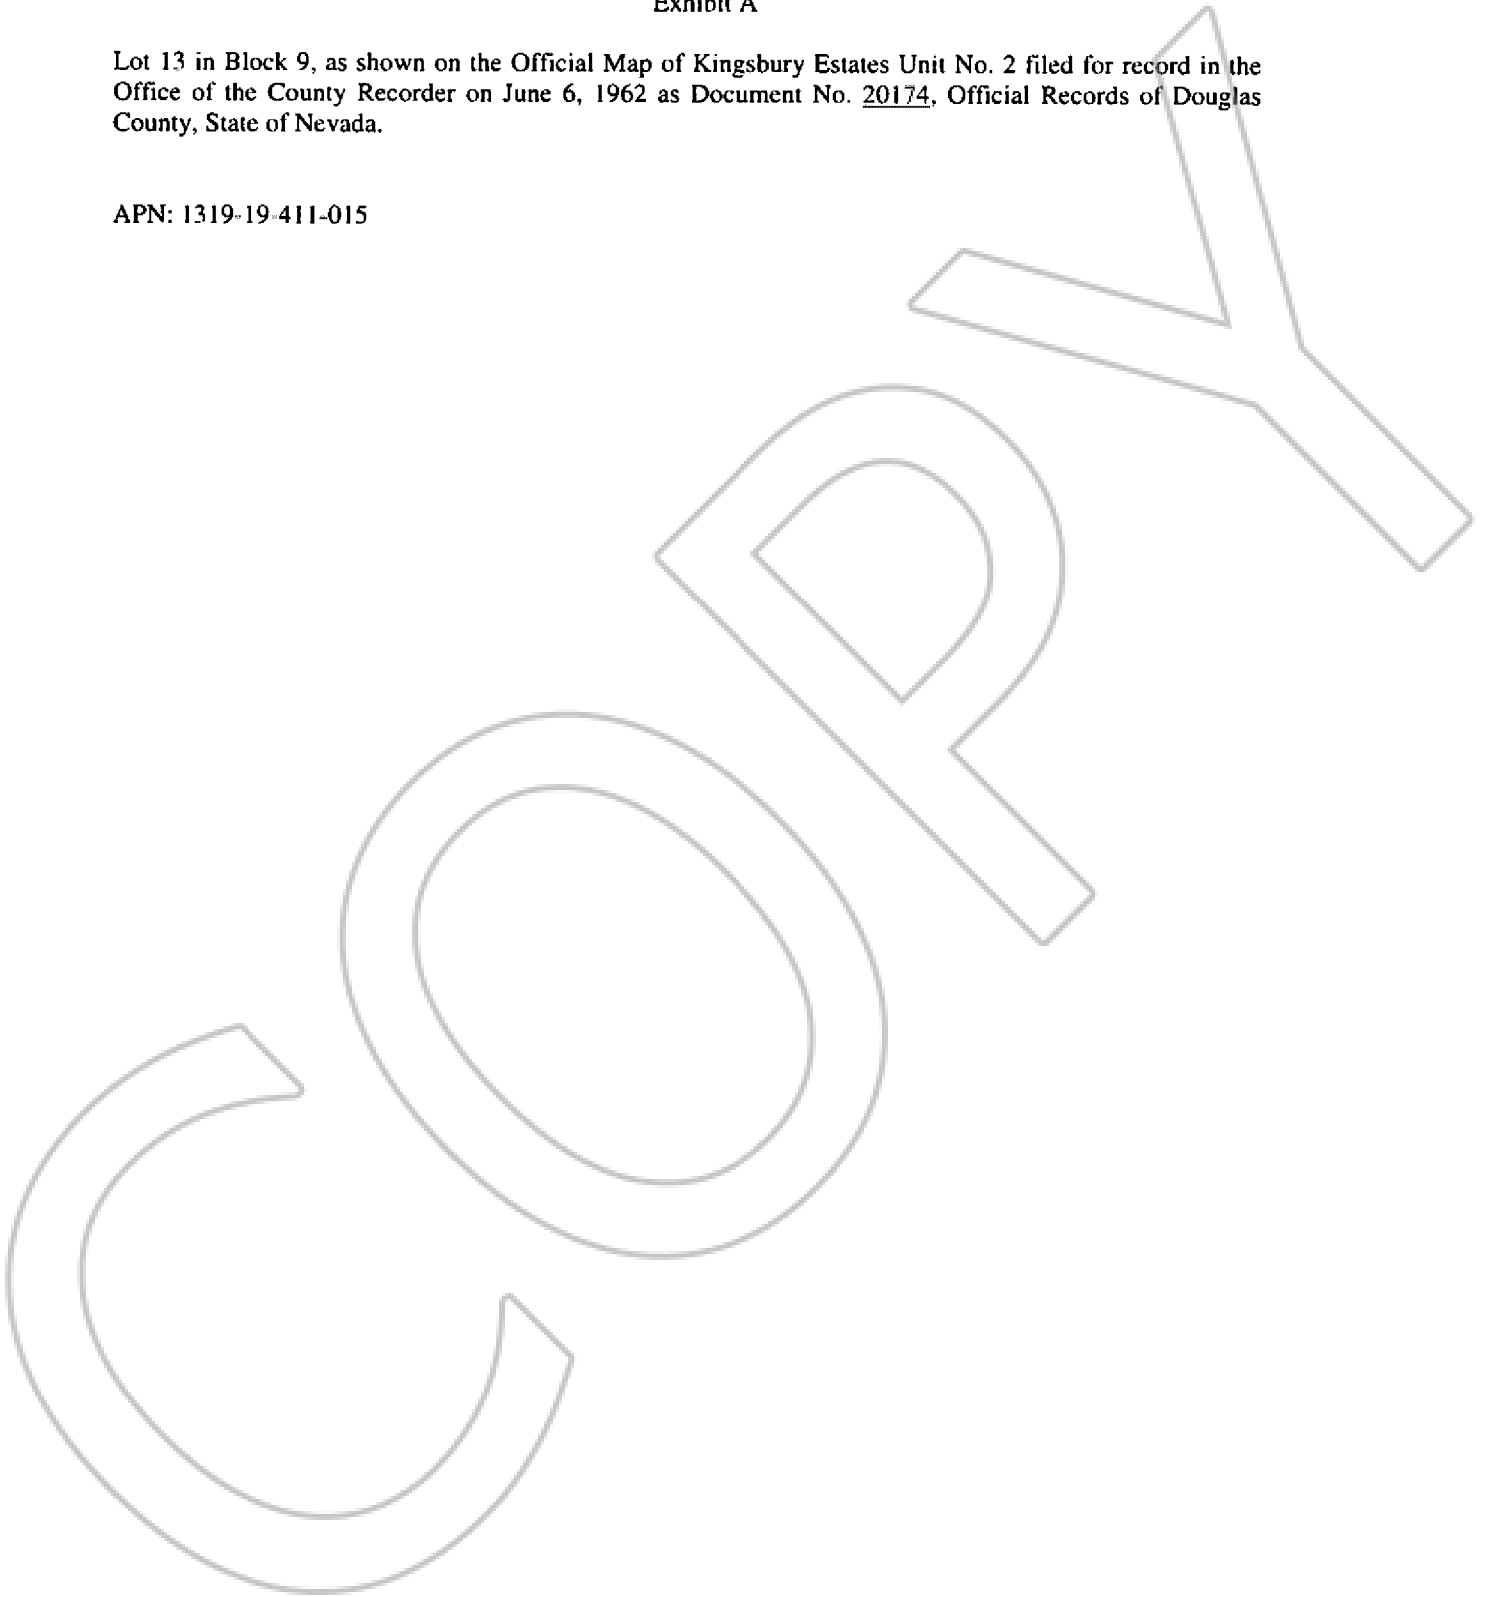 Exhibit A
Lot 13 in Block 9, as shown on the Official Map of Kingsbury Estates Unit No. 2 filed for record in the
Office of the County Recorder on June 6, 1962 as Document No. 20174, Official Records of Douglas
County, State of Nevada.
APN: 1319-19-411-015
COPY